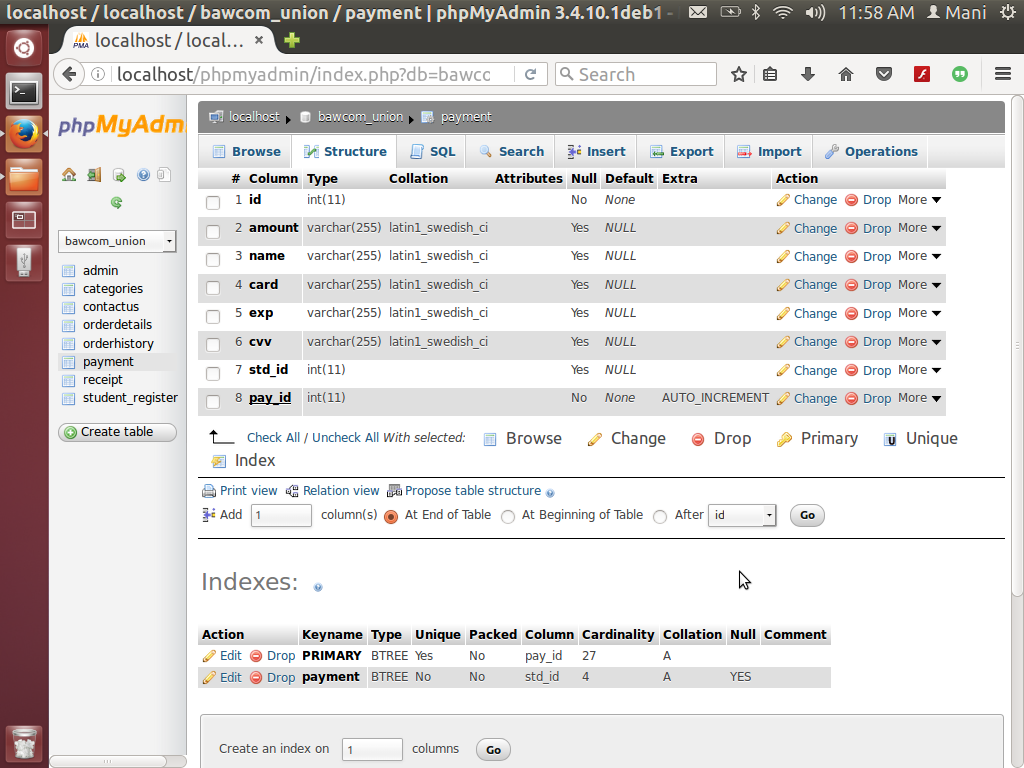 localhost / localhost / bawcom_union / payment | phpMyAdmin 3.4.10.1deb1 - 11:58 AM Mani
localhost / local... ×
localhost/phpmyadmin/index.php?db=bawco Search
phpMyAdm
localhost ▸ bawcom_union ▸ payment
Browse Structure SQL Search Insert Export Import Operations
# Column Type Collation Attributes Null Default Extra Action
1 id int(11) No None Change Drop More
2 amount varchar(255) latin1_swedish_ci Yes NULL Change Drop More
3 name varchar(255) latin1_swedish_ci Yes NULL Change Drop More
4 card varchar(255) latin1_swedish_ci Yes NULL Change Drop More
5 exp varchar(255) latin1_swedish_ci Yes NULL Change Drop More
6 cvv varchar(255) latin1_swedish_ci Yes NULL Change Drop More
7 std_id int(11) Yes NULL Change Drop More
8 pay_id int(11) No None AUTO_INCREMENT Change Drop More
bawcom_union
admin
categories
contactus
orderdetails
orderhistory
payment
receipt
student_register
Create table
Check All / Uncheck All With selected: Browse Change Drop Primary Unique
Index
Print view Relation view Propose table structure
Add 1 column(s) At End of Table At Beginning of Table After id Go
Indexes:
Action Keyname Type Unique Packed Column Cardinality Collation Null Comment
Edit Drop PRIMARY BTREE Yes No pay_id 27 A
Edit Drop payment BTREE No No std_id 4 A YES
Create an index on 1 columns Go